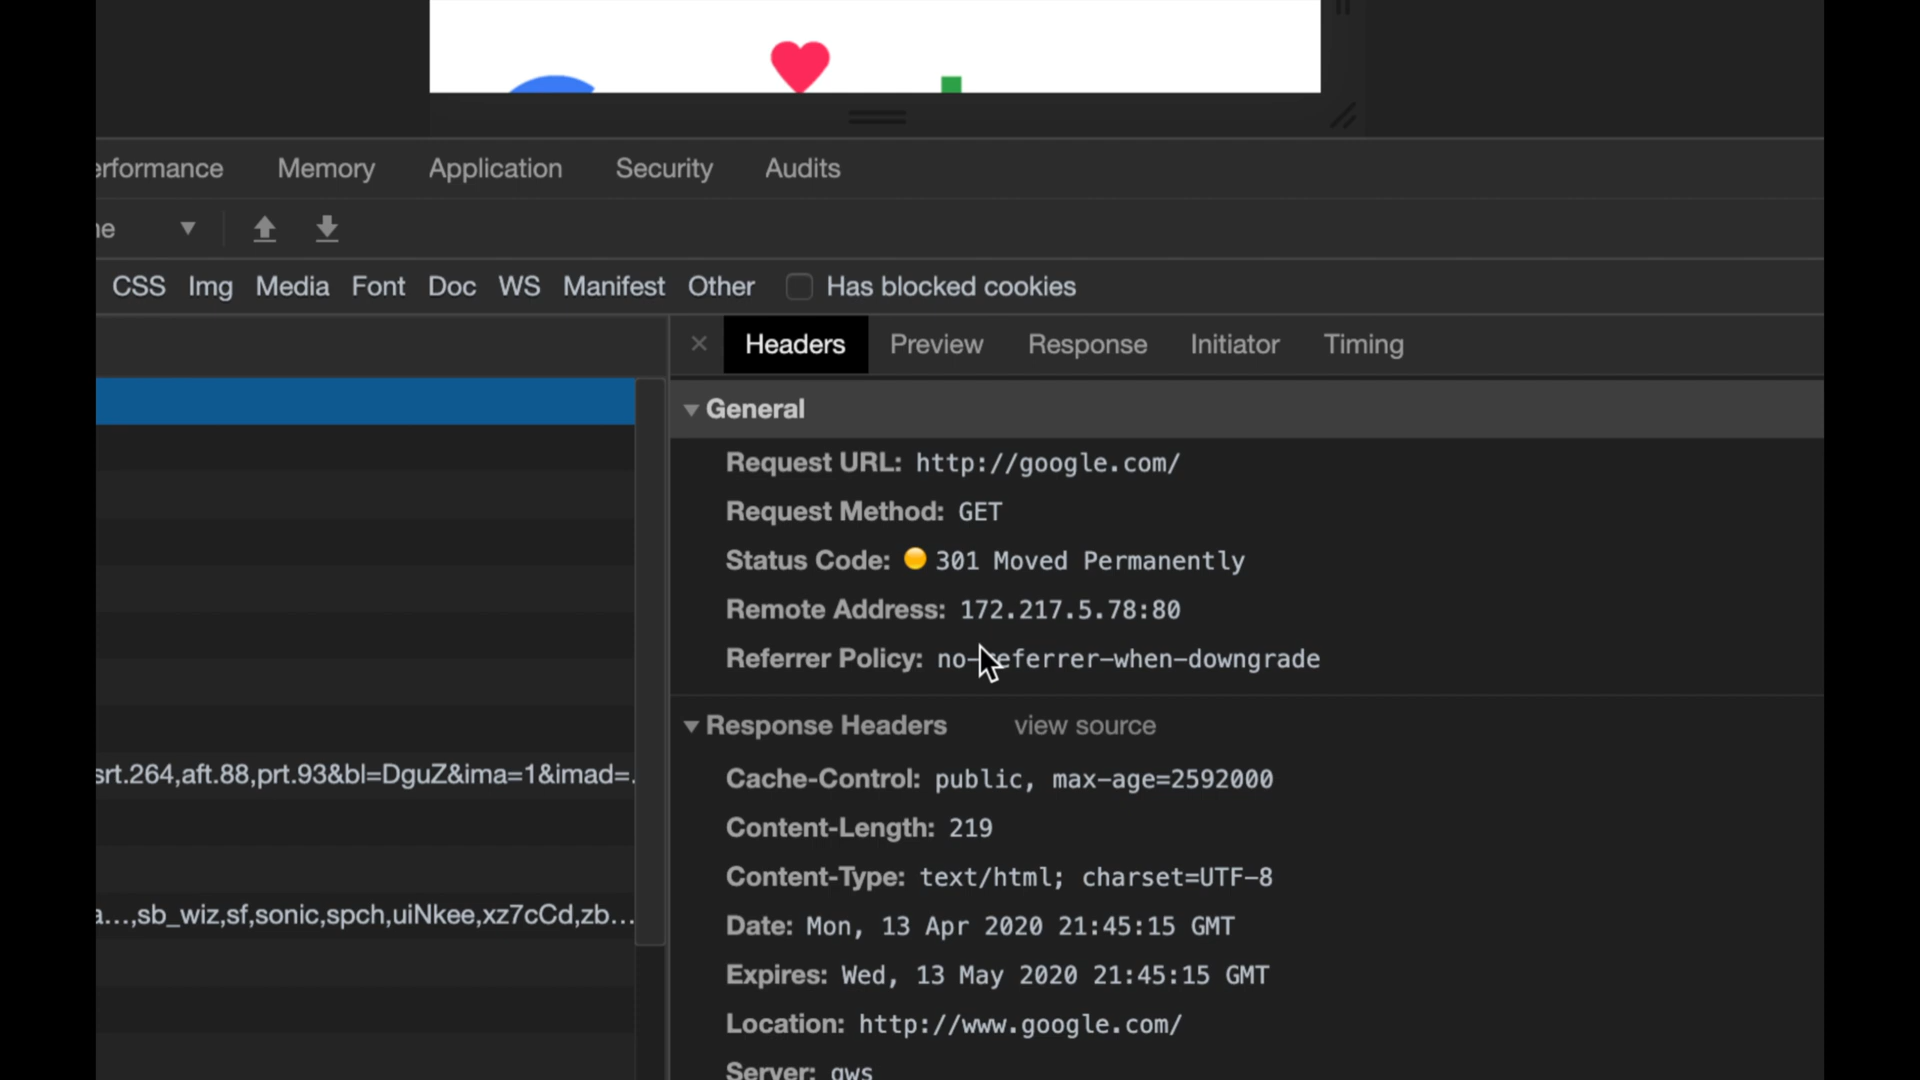 erformance Memory Application Security Audits
ne
CSS Img Media Font Doc WS Manifest Other Has blocked cookies
× Headers Preview Response Initiator Timing
General
Request URL: http://google.com/
Request Method: GET
Status Code: 301 Moved Permanently
Remote Address: 172.217.5.78:80
Referrer Policy: no-referrer-when-downgrade
Response Headers view source
srt.264,aft.88,prt.93&bl=DguZ&ima=1&imad=.
Cache-Control: public, max-age=2592000
Content-Length: 219
Content-Type: text/html; charset=UTF-8
a…,sb_wiz,sf,sonic,spch,uiNkee,xz7cCd,zb…
Date: Mon, 13 Apr 2020 21:45:15 GMT
Expires: Wed, 13 May 2020 21:45:15 GMT
Location: http://www.google.com/
Server: gws